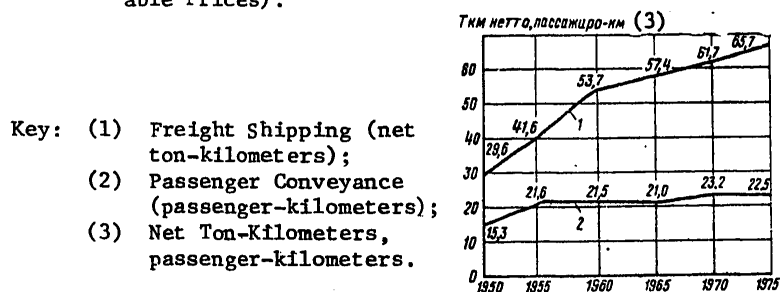 able Prices).
Key: (1) Freight Shipping (net
ton-kilometers);
(2) Passenger Conveyance
(passenger-kilometers);
(3) Net Ton-Kilometers,
passenger-kilometers.
Ткм нетто, пассажиро-км (3)
65,7
61,7
57,4
53,7
41,6
29,6
1
23,2
22,5
21,6
21,5
21,0
15,3
2
60
50
40
30
20
10
0
1950 1955 1960 1965 1970 1975